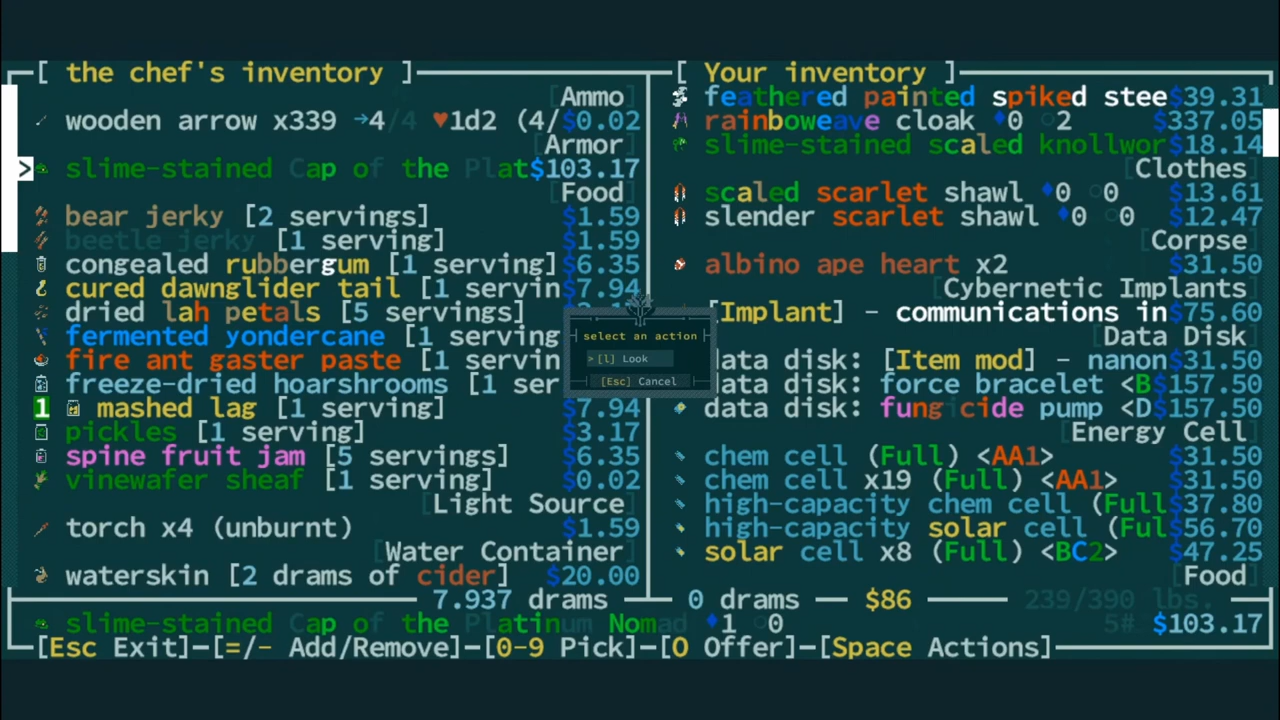 [ the chef's inventory ]
[Ammo]
wooden arrow x339 →4/4 ♥1d2 (4/ $0.02
[Armor]
> slime-stained Cap of the Plat $103.17
[Food]
bear jerky [2 servings] $1.59
beetle jerky [1 serving] $1.59
congealed rubbergum [1 serving] $6.35
cured dawnglider tail [1 servin $7.94
dried lah petals [5 servings]
fermented yondercane [1 serving
fire ant gaster paste [1 servin
freeze-dried hoarshrooms [1 ser
1 mashed lag [1 serving] $7.94
pickles [1 serving] $3.17
spine fruit jam [5 servings] $6.35
vinewafer sheaf [1 serving] $0.02
[Light Source]
torch x4 (unburnt) $1.59
[Water Container]
waterskin [2 drams of cider] $20.00
7.937 drams
[ Your inventory ]
feathered painted spiked stee $39.31
rainboweave cloak ♦0 ○2 $337.05
slime-stained scaled knollwor $18.14
[Clothes]
scaled scarlet shawl ♦0 ○0 $13.61
slender scarlet shawl ♦0 ○0 $12.47
[Corpse]
albino ape heart x2 $31.50
[Cybernetic Implants]
[Implant] - communications in $75.60
[Data Disk]
data disk: [Item mod] - nanon $31.50
data disk: force bracelet <B $157.50
data disk: fungicide pump <D $157.50
[Energy Cell]
chem cell (Full) <AA1> $31.50
chem cell x19 (Full) <AA1> $31.50
high-capacity chem cell (Full $37.80
high-capacity solar cell (Ful $56.70
solar cell x8 (Full) <BC2> $47.25
[Food]
0 drams — $86 239/390 lbs.
select an action
> [l] Look
[Esc] Cancel
slime-stained Cap of the Platinum Nomad ♦1 ○0 5# $103.17
[Esc Exit]—[=/- Add/Remove]—[0-9 Pick]—[O Offer]—[Space Actions]